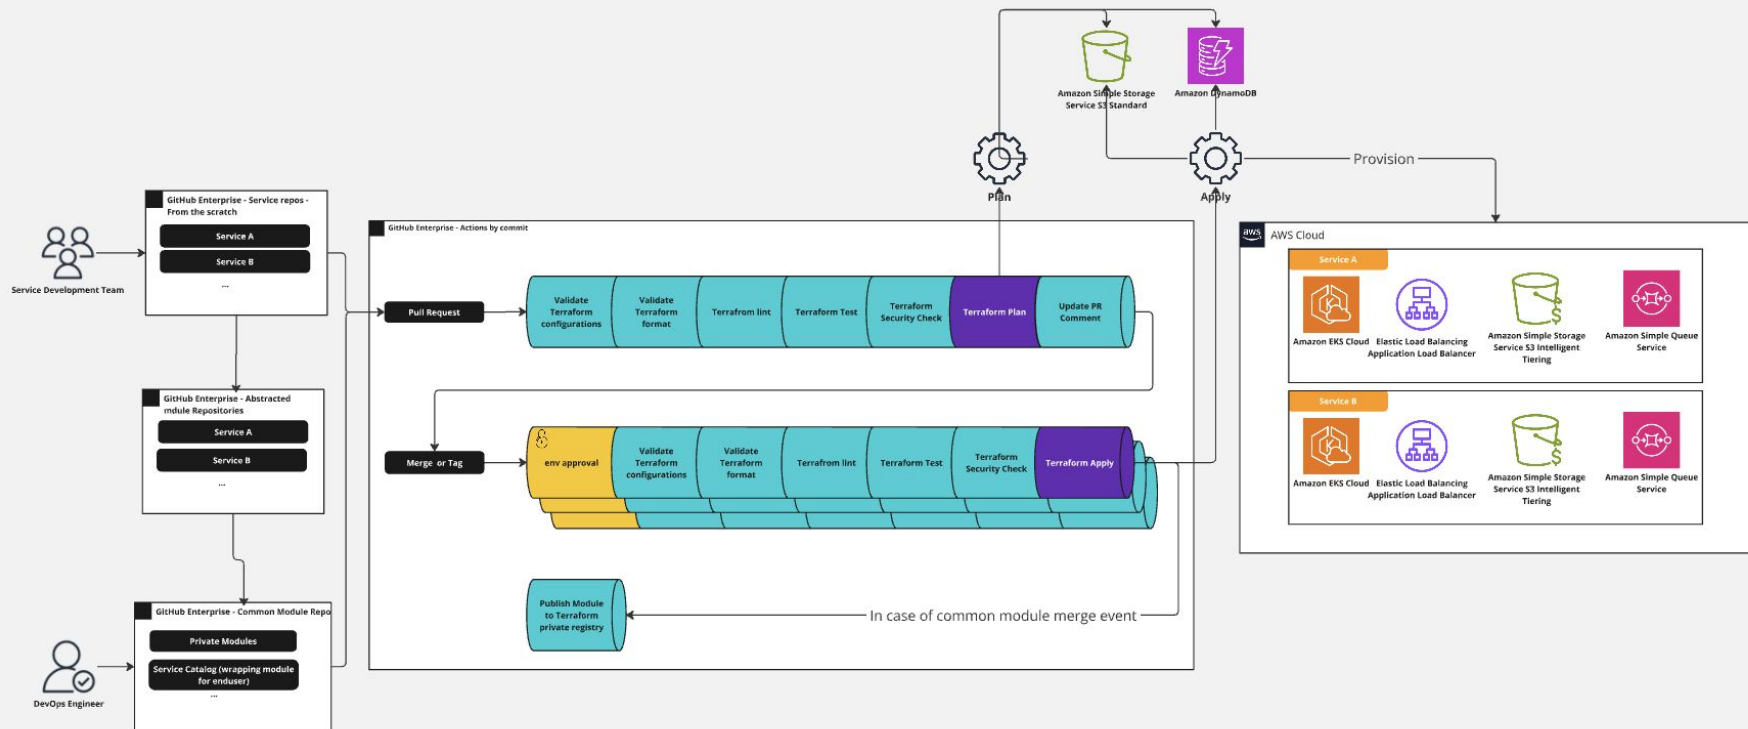 Amazon Simple Storage
Service S3 Standard
Amazon DynamoDB
Plan
Apply
Provision
Service Development Team
GitHub Enterprise - Service repos -
From the scratch
Service A
Service B
...
GitHub Enterprise - Abstracted
Repositories
Service A
Service B
...
GitHub Enterprise - Common Module Repo
Private Modules
Service Catalog (wrapping module
for enduser)
...
DevOps Engineer
GitHub Enterprise - Actions by commit
Pull Request
Validate
Terraform
configurations
Validate
Terraform
format
Terrafrom lint
Terraform Test
Terraform
Security Check
Terraform Plan
Update PR
Comment
Merge or Tag
env approval
Validate
Terraform
configurations
Validate
Terraform
format
Terrafrom lint
Terraform Test
Terraform
Security Check
Terraform Apply
Publish Module
to Terraform
private registry
In case of common module merge event
aws
AWS Cloud
Service A
Amazon EKS Cloud
Elastic Load Balancing
Application Load Balancer
Amazon Simple Storage
Service S3 Intelligent
Tiering
Amazon Simple Queue
Service
Service B
Amazon EKS Cloud
Elastic Load Balancing
Application Load Balancer
Amazon Simple Storage
Service S3 Intelligent
Tiering
Amazon Simple Queue
Service